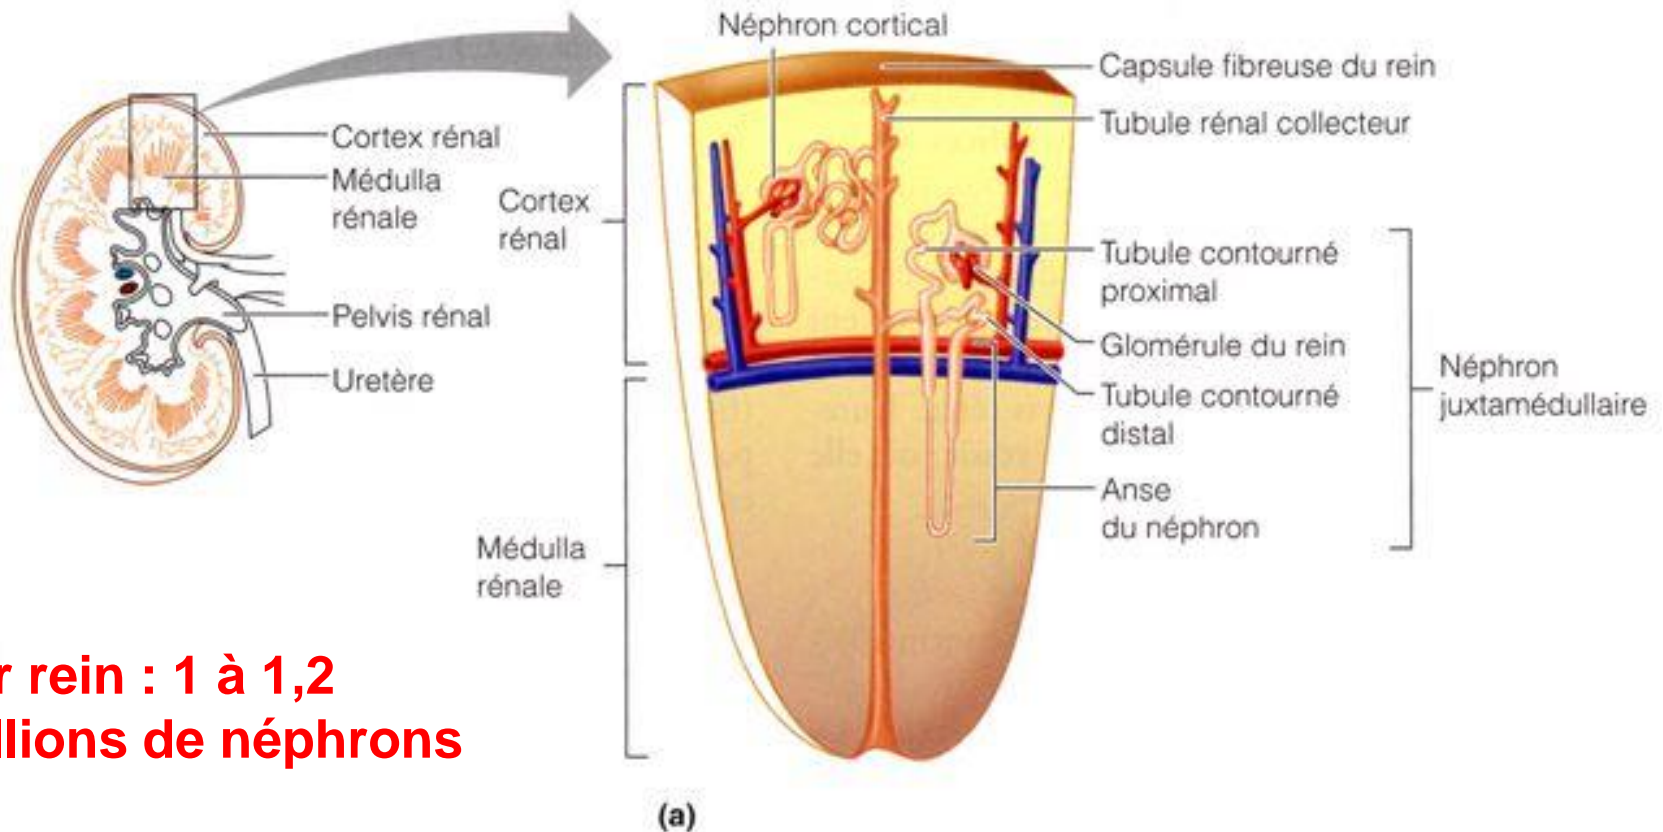 Néphron cortical
Capsule fibreuse du rein
Tubule rénal collecteur
Cortex rénal
Médulla
rénale
Pelvis rénal
Uretère
Cortex
rénal
Médulla
rénale
Tubule contourné
proximal
Glomérule du rein
Tubule contourné
distal
Anse
du néphron
Néphron
juxtamédullaire
r rein : 1 à 1,2
llions de néphrons
(a)